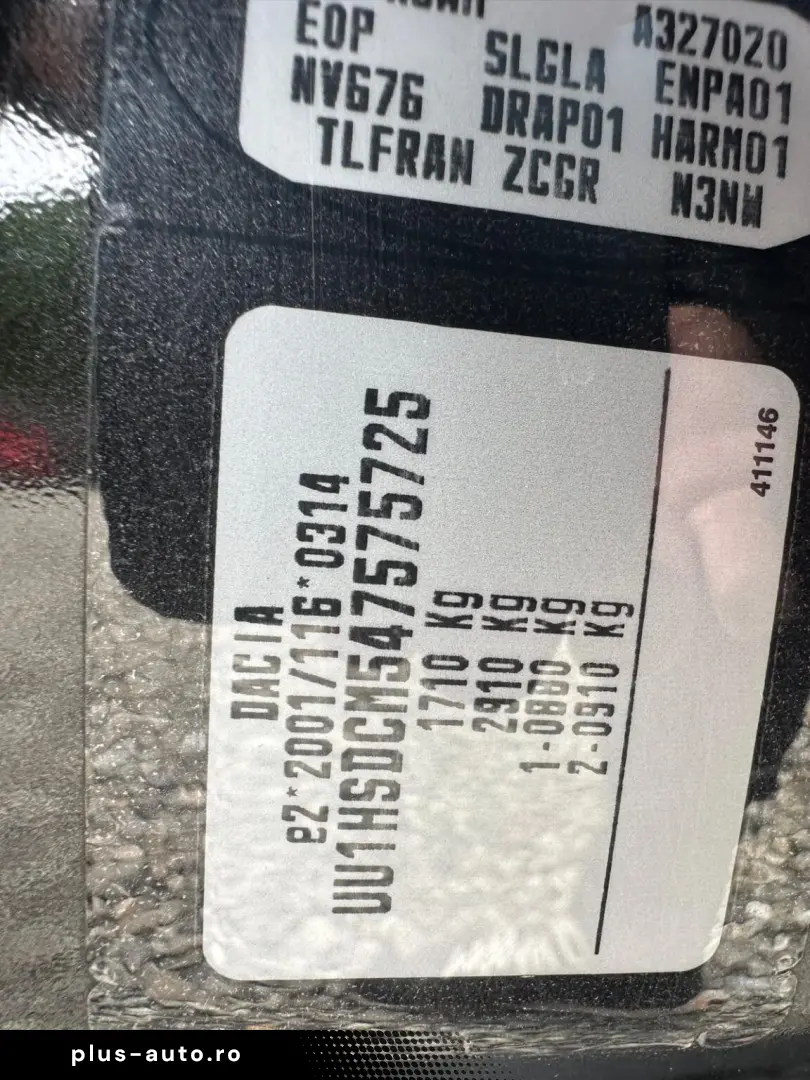 A327020
EOP SLGLA ENPA01
NV676 DRAP01 HARM01
TLFRAN ZCGR N3NM
DACIA
e2*2001/116*0314
UU1HSDCM547575725
1710 Kg
2910 Kg
1-0880 Kg
2-0910 Kg
411146
plus-auto.ro